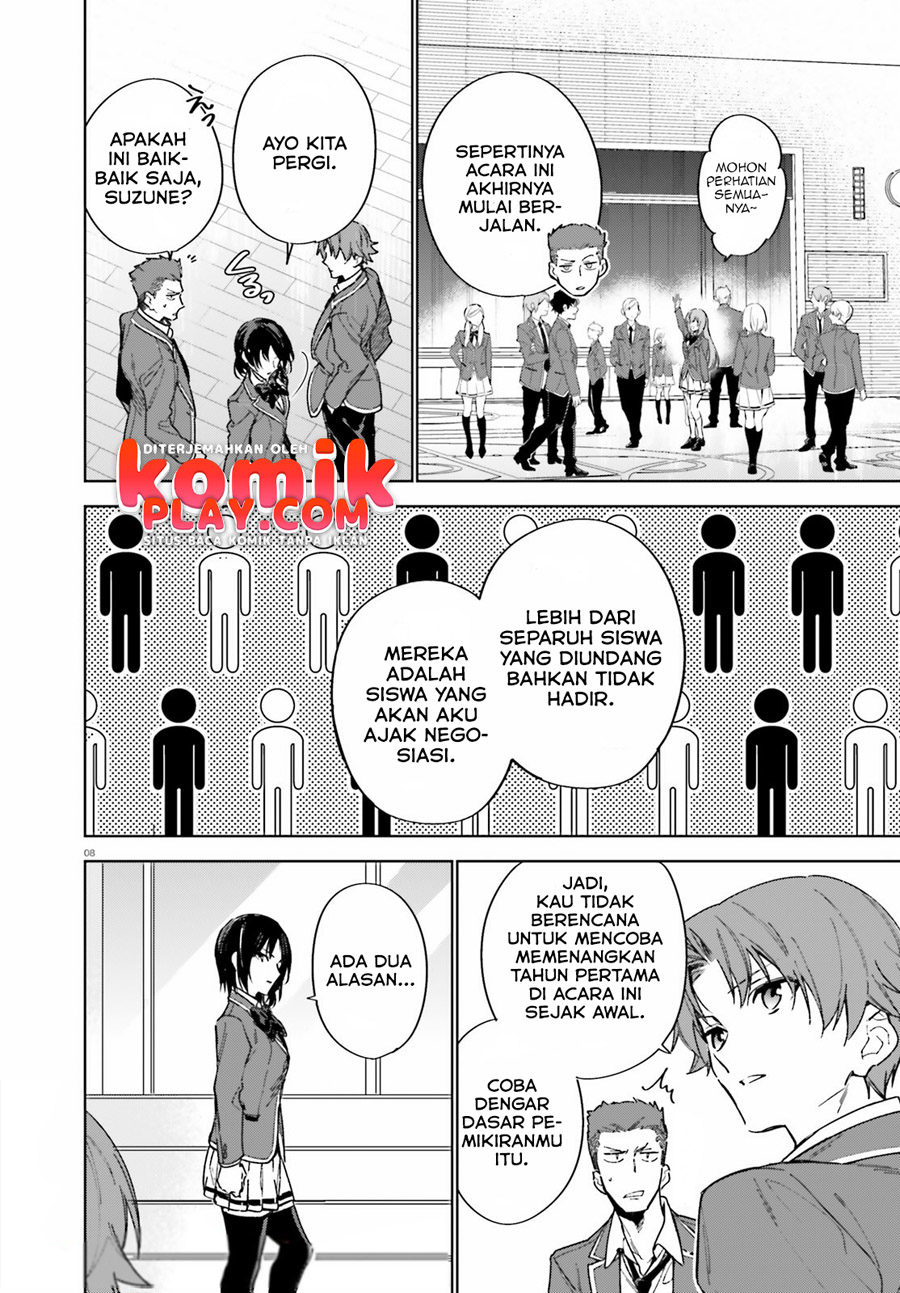 MOHON
PERHATIAN
SEMUA-
NYA~
SEPERTINYA
ACARA INI
AKHIRNYA
MULAI BER-
JALAN.
AYO KITA
PERGI.
APAKAH
INI BAIK-
BAIK SAJA,
SUZUNE?
DITERJEMAHKAN OLEH
komik
PLAY.COM
SITUS BACA KOMIK TANPA IKLAN
LEBIH DARI
SEPARUH SISWA
YANG DIUNDANG
BAHKAN TIDAK
HADIR.
MEREKA
ADALAH
SISWA YANG
AKAN AKU
AJAK NEGO-
SIASI.
08
JADI,
KAU TIDAK
BERENCANA
UNTUK MENCOBA
MEMENANGKAN
TAHUN PERTAMA
DI ACARA INI
SEJAK AWAL.
COBA
DENGAR
DASAR PE-
MIKIRANMU
ITU.
ADA DUA
ALASAN...